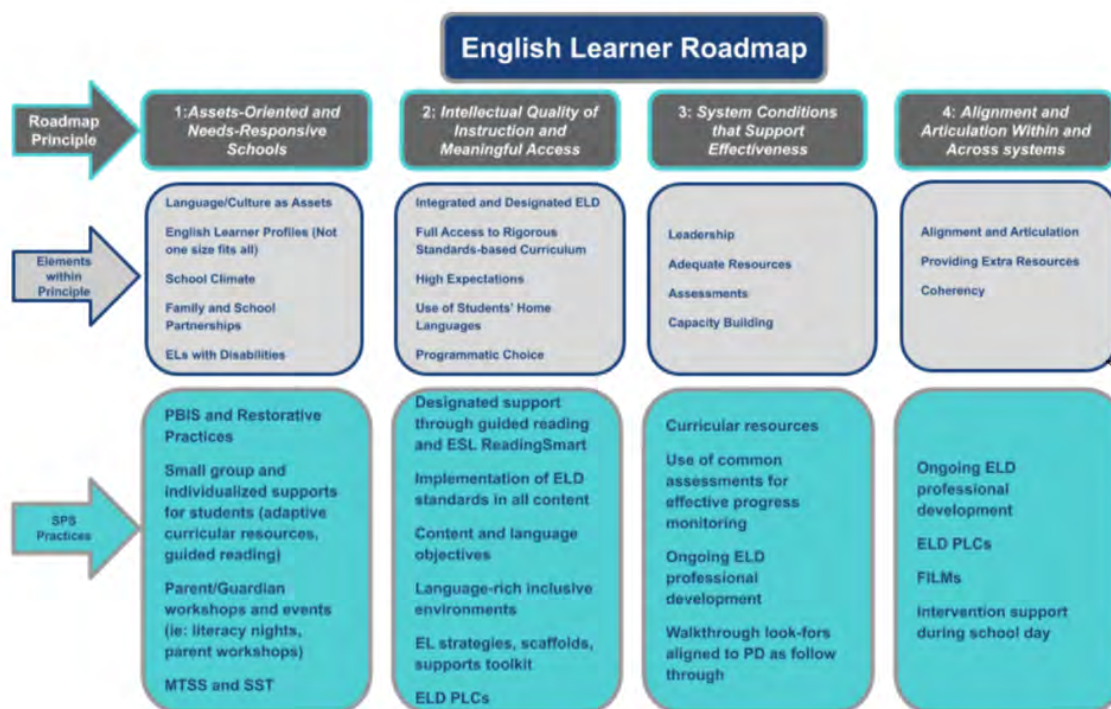 English Learner Roadmap
Roadmap
Principle
1:Assets-Oriented and
Needs-Responsive
Schools
2: Intellectual Quality of
Instruction and
Meaningful Access
3: System Conditions
that Support
Effectiveness
4: Alignment and
Articulation Within and
Across systems
Elements
within
Principle
Language/Culture as Assets
English Learner Profiles (Not
one size fits all)
School Climate
Family and School
Partnerships
ELs with Disabilities
Integrated and Designated ELD
Full Access to Rigorous
Standards-based Curriculum
High Expectations
Use of Students' Home
Languages
Programmatic Choice
Leadership
Adequate Resources
Assessments
Capacity Building
Alignment and Articulation
Providing Extra Resources
Coherency
SPS
Practices
PBIS and Restorative
Practices
Small group and
individualized supports
for students (adaptive
curricular resources,
guided reading)
Parent/Guardian
workshops and events
(ie: literacy nights,
parent workshops)
MTSS and SST
Designated support
through guided reading
and ESL ReadingSmart
Implementation of ELD
standards in all content
Content and language
objectives
Language-rich inclusive
environments
EL strategies, scaffolds,
supports toolkit
ELD PLCs
Curricular resources
Use of common
assessments for
effective progress
monitoring
Ongoing ELD
professional
development
Walkthrough look-fors
aligned to PD as follow
through
Ongoing ELD
professional
development
ELD PLCs
FILMs
Intervention support
during school day